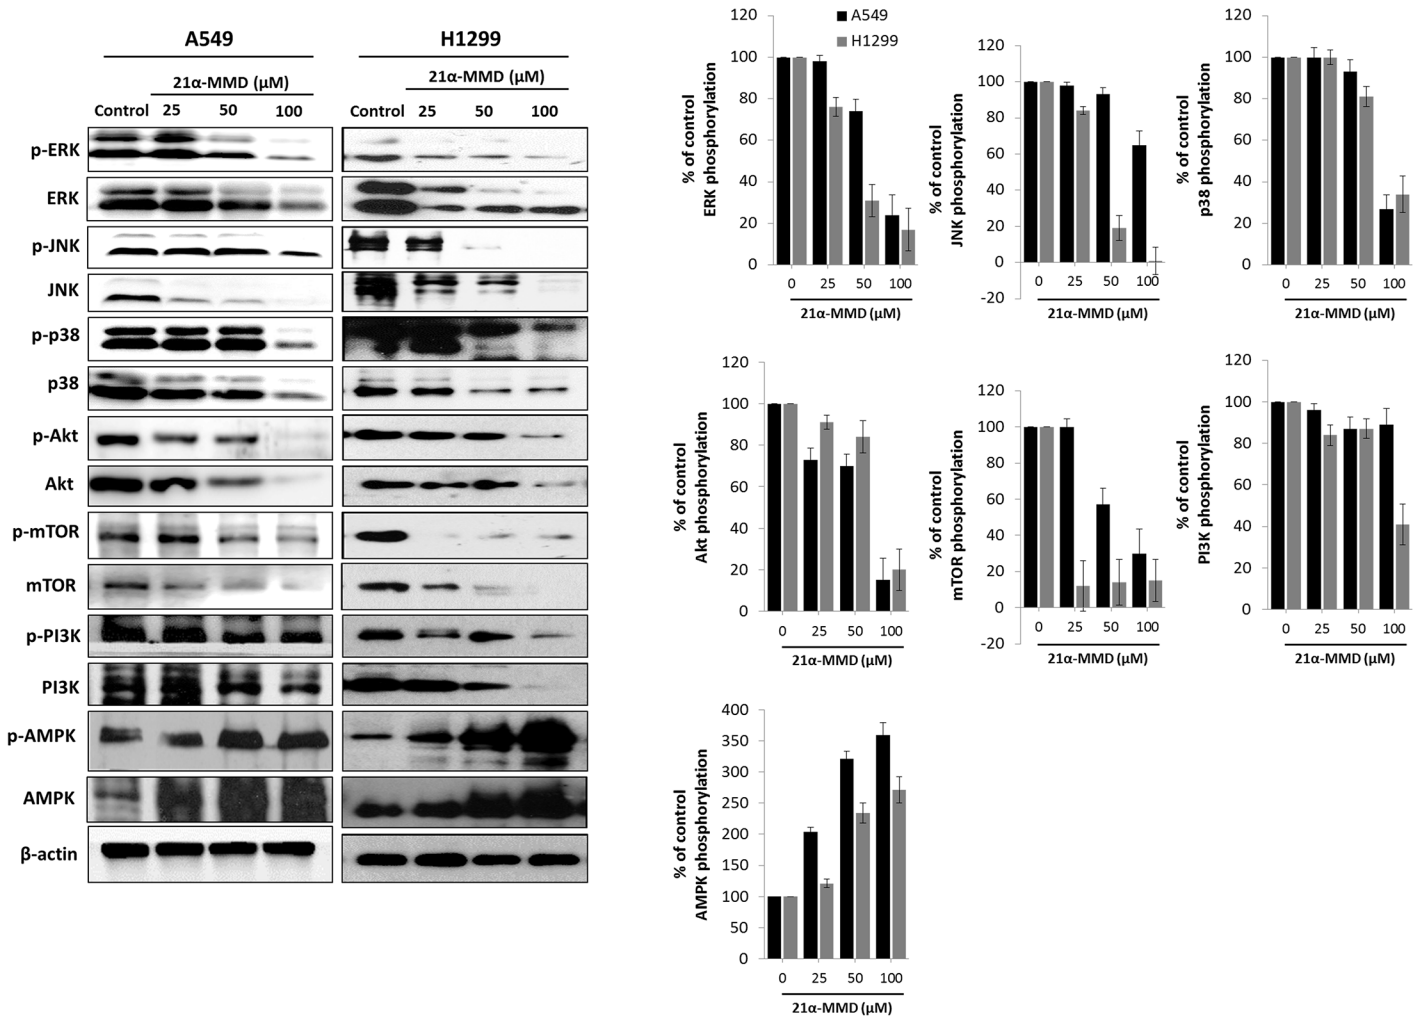 A549
H1299
21α-MMD (µM)
21α-MMD (µM)
Control 25 50 100
Control 25 50 100
p-ERK
ERK
p-JNK
JNK
p-p38
p38
p-Akt
Akt
p-mTOR
mTOR
p-PI3K
PI3K
p-AMPK
AMPK
β-actin
A549
H1299
% of control
ERK phosphorylation
120
100
80
60
40
20
0
0 25 50 100
21α-MMD (µM)
% of control
JNK phosphorylation
120
100
80
60
40
20
0
-20
0 25 50 100
21α-MMD (µM)
% of control
p38 phosphorylation
120
100
80
60
40
20
0
0 25 50 100
21α-MMD (µM)
% of control
Akt phosphorylation
120
100
80
60
40
20
0
0 25 50 100
21α-MMD (µM)
% of control
mTOR phosphorylation
120
100
80
60
40
20
0
-20
0 25 50 100
21α-MMD (µM)
% of control
PI3K phosphorylation
120
100
80
60
40
20
0
0 25 50 100
21α-MMD (µM)
% of control
AMPK phosphorylation
400
350
300
250
200
150
100
50
0
0 25 50 100
21α-MMD (µM)